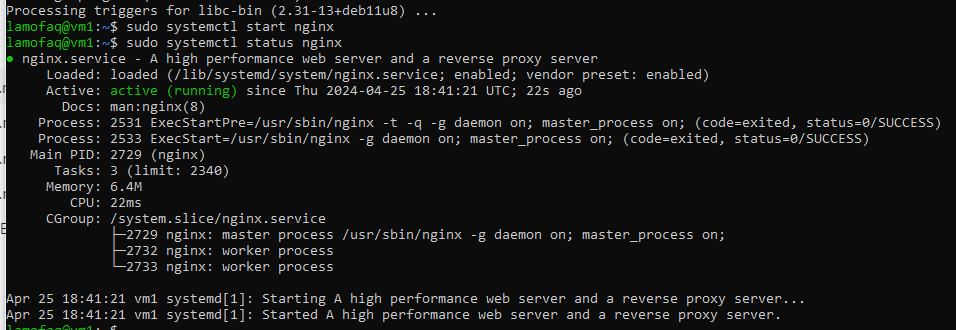 Processing triggers for libc-bin (2.31-13+deb11u8) ...
lamofaq@vm1:~$ sudo systemctl start nginx
lamofaq@vm1:~$ sudo systemctl status nginx
● nginx.service - A high performance web server and a reverse proxy server
Loaded: loaded (/lib/systemd/system/nginx.service; enabled; vendor preset: enabled)
Active: active (running) since Thu 2024-04-25 18:41:21 UTC; 22s ago
Docs: man:nginx(8)
Process: 2531 ExecStartPre=/usr/sbin/nginx -t -q -g daemon on; master_process on; (code=exited, status=0/SUCCESS)
Process: 2533 ExecStart=/usr/sbin/nginx -g daemon on; master_process on; (code=exited, status=0/SUCCESS)
Main PID: 2729 (nginx)
Tasks: 3 (limit: 2340)
Memory: 6.4M
CPU: 22ms
CGroup: /system.slice/nginx.service
├─2729 nginx: master process /usr/sbin/nginx -g daemon on; master_process on;
├─2732 nginx: worker process
└─2733 nginx: worker process
Apr 25 18:41:21 vm1 systemd[1]: Starting A high performance web server and a reverse proxy server...
Apr 25 18:41:21 vm1 systemd[1]: Started A high performance web server and a reverse proxy server.
lamofaq@vm1:~$